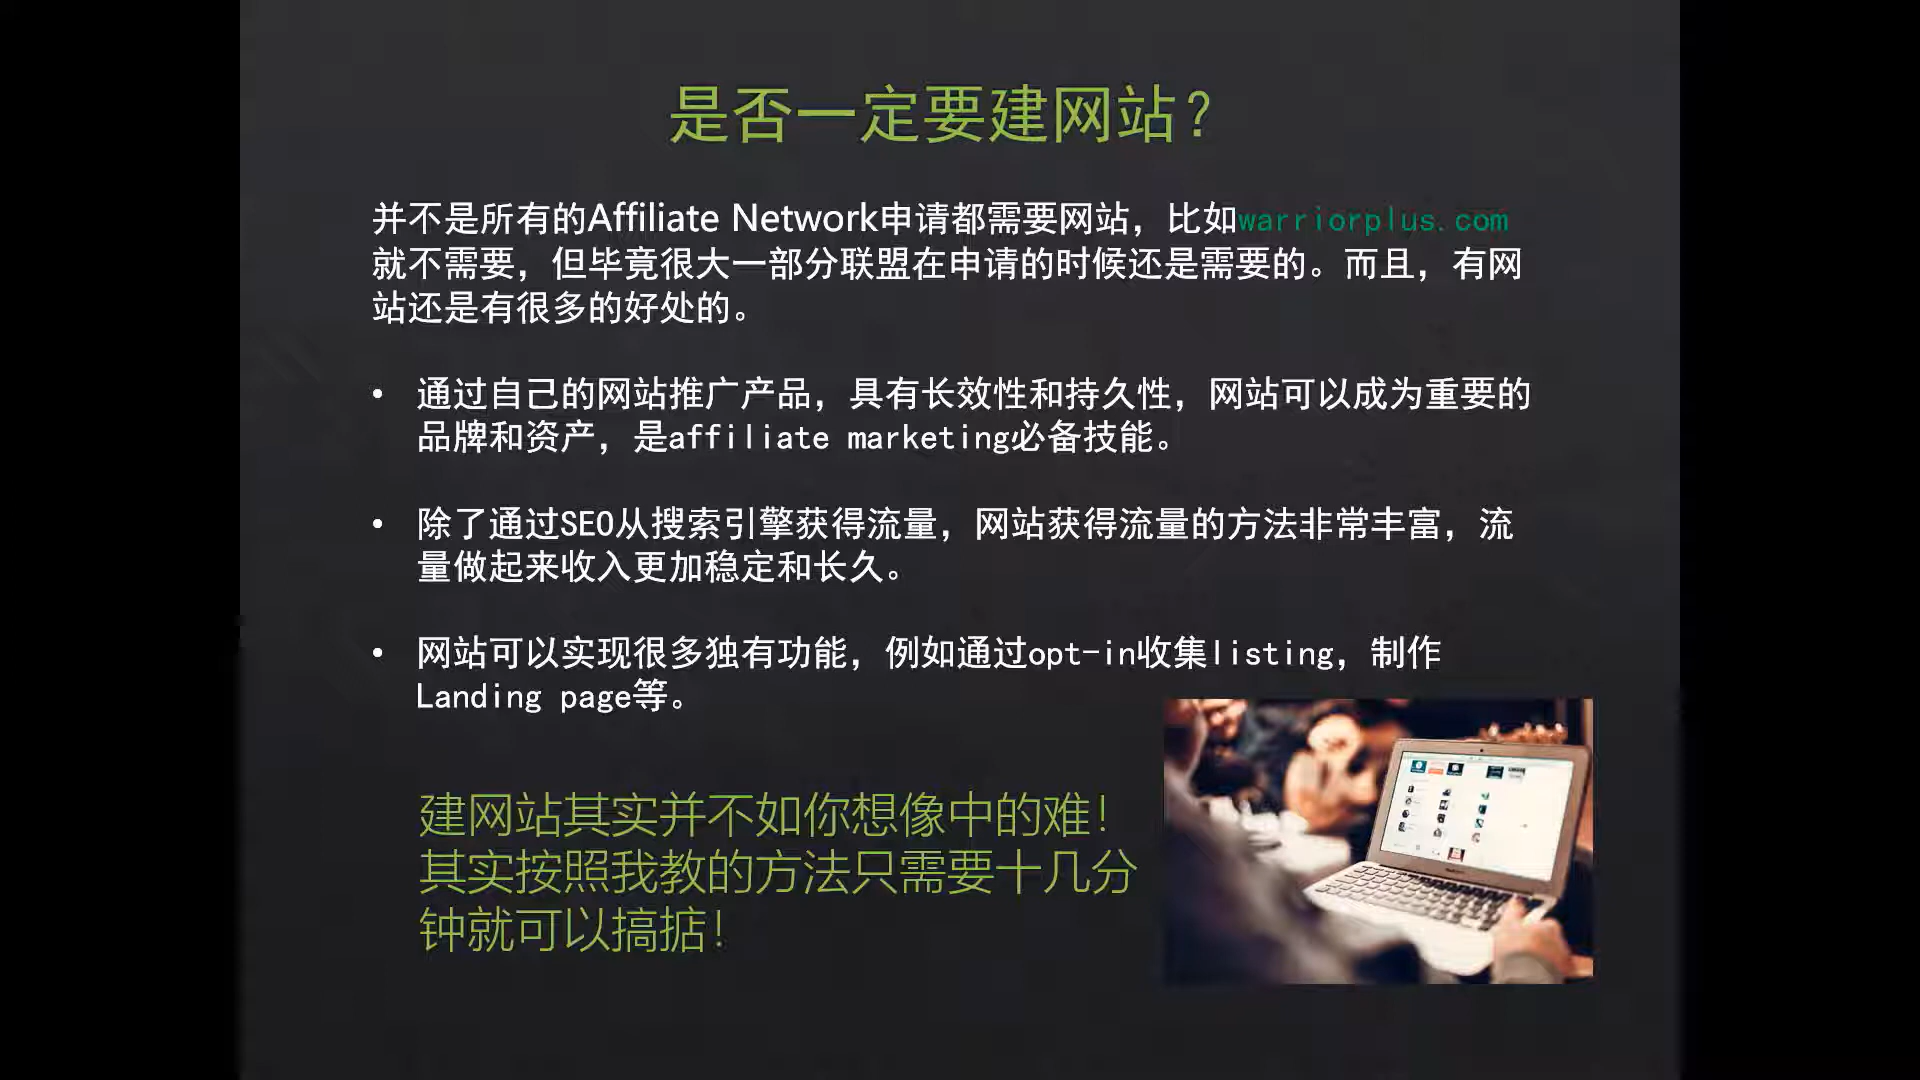 是否一定要建网站？
并不是所有的Affiliate Network申请都需要网站，比如warriorplus.com
就不需要，但毕竟很大一部分联盟在申请的时候还是需要的。而且，有网
站还是有很多的好处的。
• 通过自己的网站推广产品，具有长效性和持久性，网站可以成为重要的
品牌和资产，是affiliate marketing必备技能。
• 除了通过SEO从搜索引擎获得流量，网站获得流量的方法非常丰富，流
量做起来收入更加稳定和长久。
• 网站可以实现很多独有功能，例如通过opt-in收集listing，制作
Landing page等。
建网站其实并不如你想像中的难！
其实按照我教的方法只需要十几分
钟就可以搞掂！